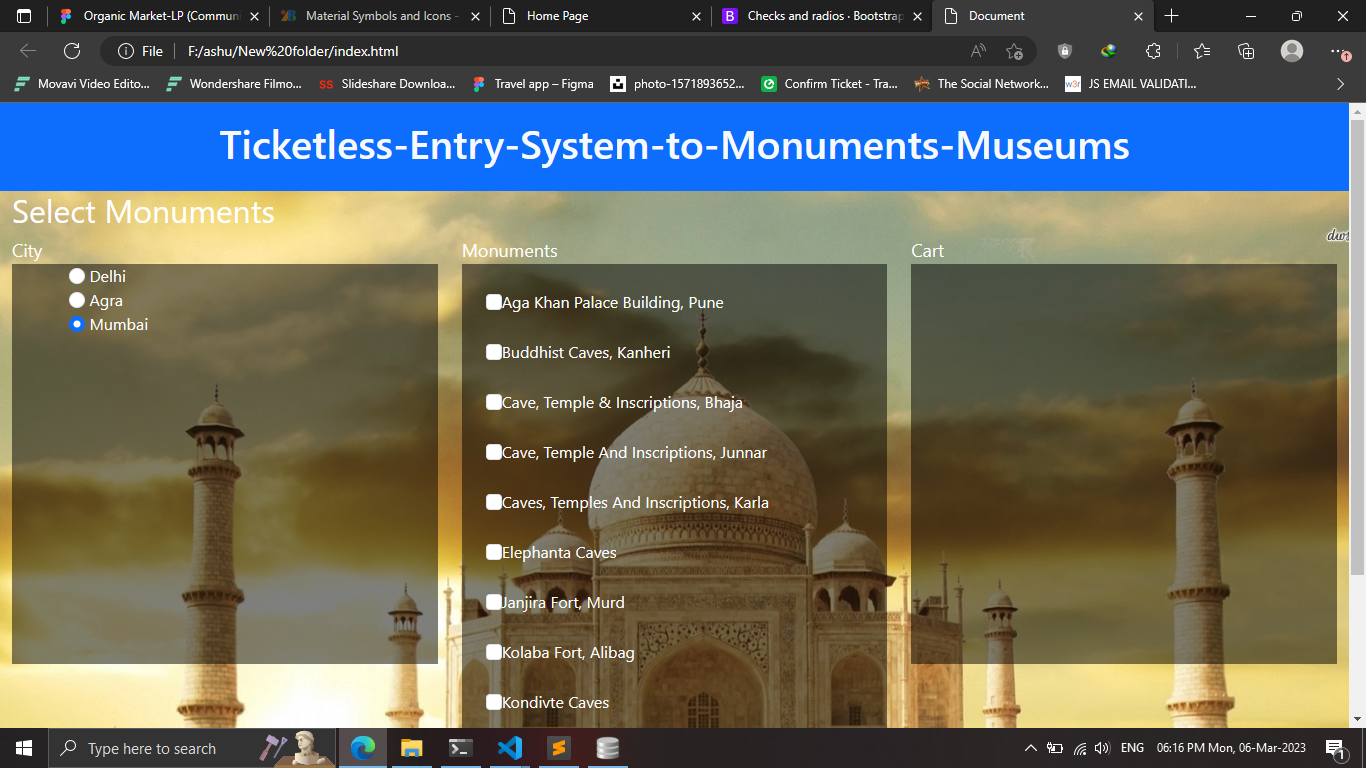 Organic Market-LP (Communi
Material Symbols and Icons -
Home Page
Checks and radios · Bootstrap
Document
File
F:/ashu/New%20folder/index.html
Movavi Video Edito...
Wondershare Filmo...
SS
Slideshare Downloa...
Travel app – Figma
photo-1571893652...
Confirm Ticket - Tra...
The Social Network...
w3r
JS EMAIL VALIDATI...
Ticketless-Entry-System-to-Monuments-Museums
Select Monuments
City
Delhi
Agra
Mumbai
Monuments
Aga Khan Palace Building, Pune
Buddhist Caves, Kanheri
Cave, Temple & Inscriptions, Bhaja
Cave, Temple And Inscriptions, Junnar
Caves, Temples And Inscriptions, Karla
Elephanta Caves
Janjira Fort, Murd
Kolaba Fort, Alibag
Kondivte Caves
Cart
Type here to search
ENG
06:16 PM Mon, 06-Mar-2023
1